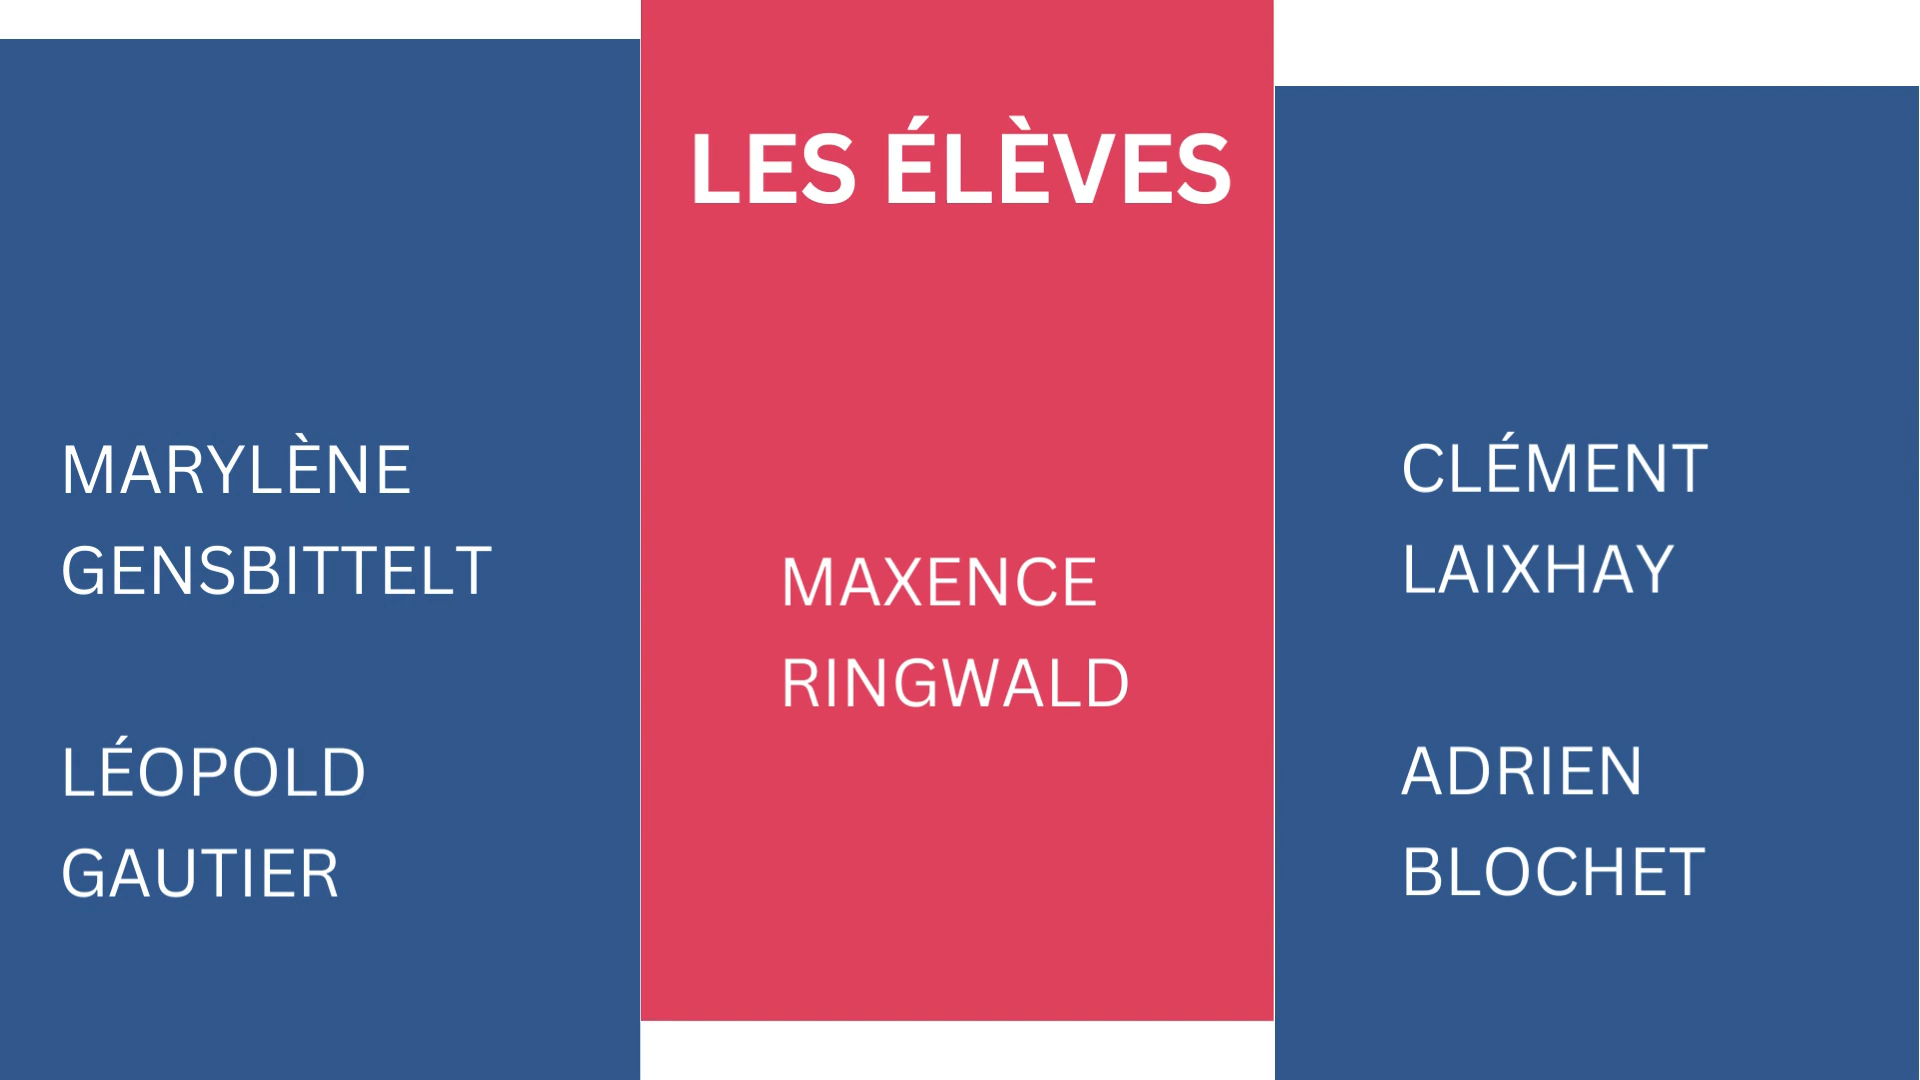 LES ÉLÈVES
MARYLÈNE
GENSBITTELT
LÉOPOLD
GAUTIER
MAXENCE
RINGWALD
CLÉMENT
LAIXHAY
ADRIEN
BLOCHET